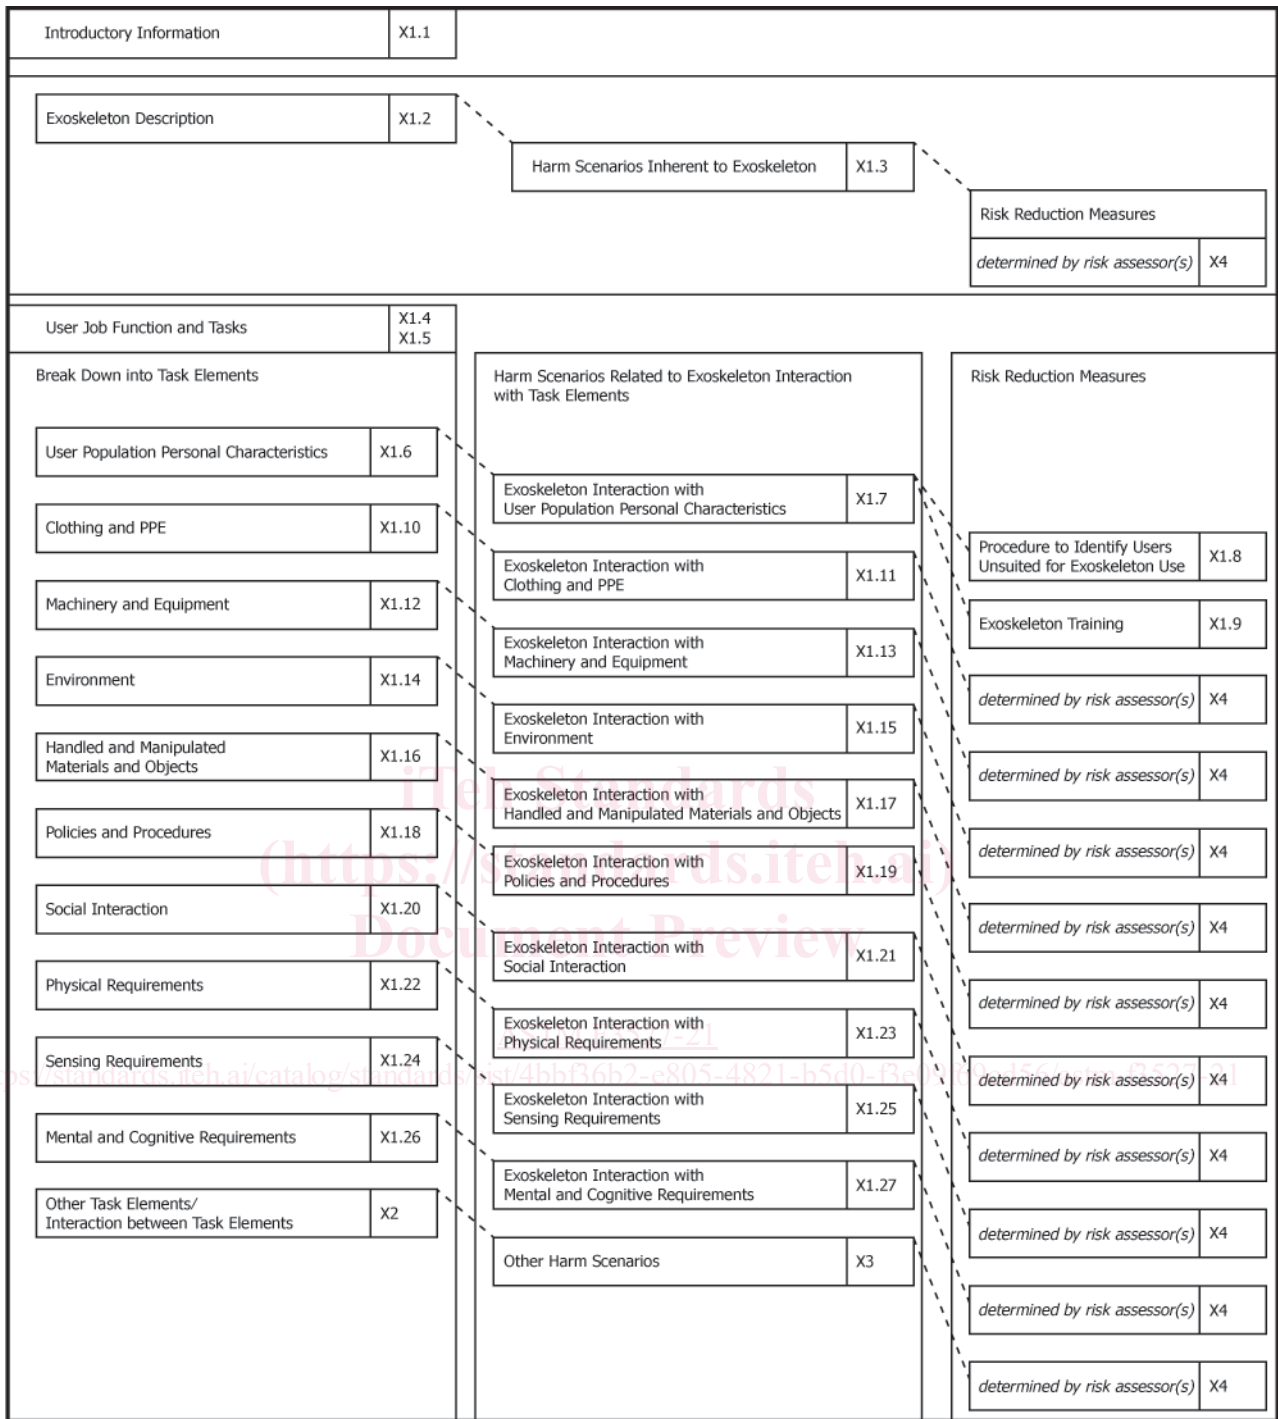 Introductory Information X1.1
Exoskeleton Description X1.2
Harm Scenarios Inherent to Exoskeleton X1.3
Risk Reduction Measures
determined by risk assessor(s) X4
User Job Function and Tasks X1.4
X1.5
Break Down into Task Elements
User Population Personal Characteristics X1.6
Clothing and PPE X1.10
Machinery and Equipment X1.12
Environment X1.14
Handled and Manipulated
Materials and Objects X1.16
Policies and Procedures X1.18
Social Interaction X1.20
Physical Requirements X1.22
Sensing Requirements X1.24
Mental and Cognitive Requirements X1.26
Other Task Elements/
Interaction between Task Elements X2
Harm Scenarios Related to Exoskeleton Interaction
with Task Elements
Exoskeleton Interaction with
User Population Personal Characteristics X1.7
Exoskeleton Interaction with
Clothing and PPE X1.11
Exoskeleton Interaction with
Machinery and Equipment X1.13
Exoskeleton Interaction with
Environment X1.15
Exoskeleton Interaction with
Handled and Manipulated Materials and Objects X1.17
Exoskeleton Interaction with
Policies and Procedures X1.19
Exoskeleton Interaction with
Social Interaction X1.21
Exoskeleton Interaction with
Physical Requirements X1.23
Exoskeleton Interaction with
Sensing Requirements X1.25
Exoskeleton Interaction with
Mental and Cognitive Requirements X1.27
Other Harm Scenarios X3
Risk Reduction Measures
Procedure to Identify Users
Unsuited for Exoskeleton Use X1.8
Exoskeleton Training X1.9
determined by risk assessor(s) X4
determined by risk assessor(s) X4
determined by risk assessor(s) X4
determined by risk assessor(s) X4
determined by risk assessor(s) X4
determined by risk assessor(s) X4
determined by risk assessor(s) X4
determined by risk assessor(s) X4
determined by risk assessor(s) X4
determined by risk assessor(s) X4
iTeh Standards
(https://standards.iteh.ai)
Document Preview